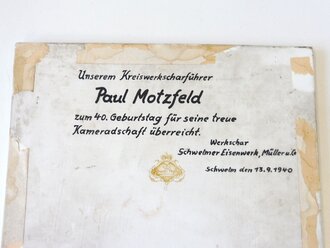 Unserem Kreiswerkscharführer
Paul Motzfeld
zum 40. Geburtstag für seine treue
Kameradschaft überreicht.
Werkschar
Schwelmer Eisenwerk, Müller u.Co
Schwelm den 13.9.1940